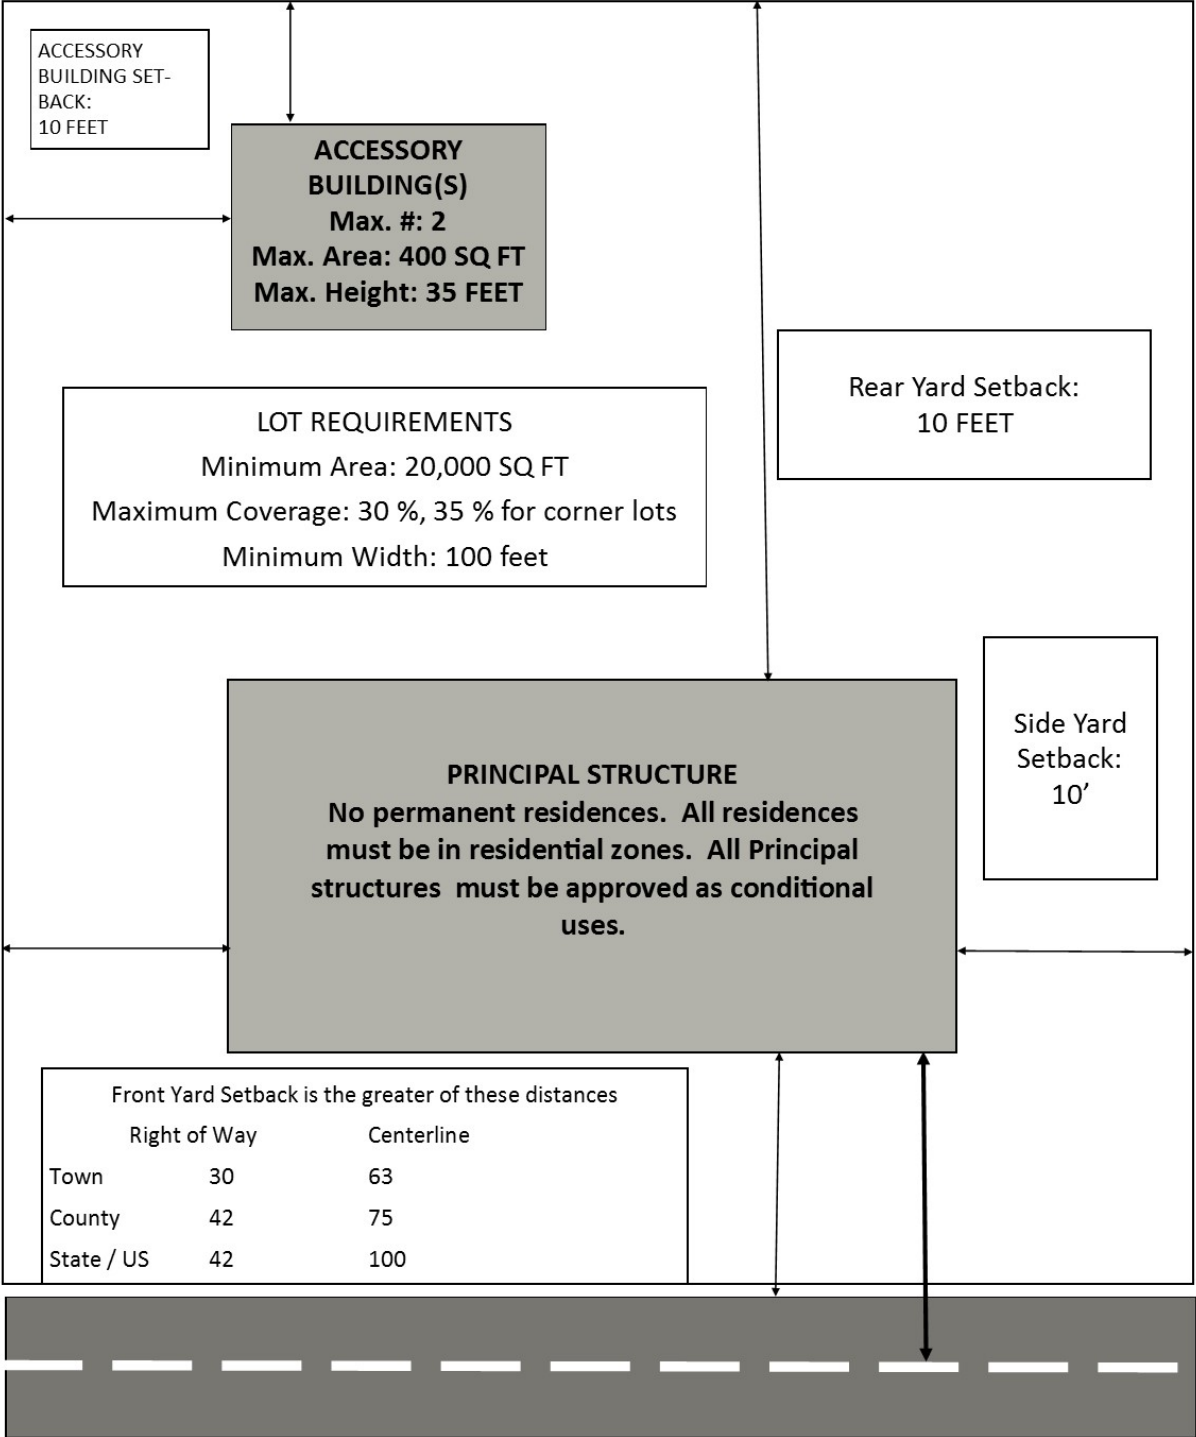 ACCESSORY
BUILDING SET-
BACK:
10 FEET
ACCESSORY
BUILDING(S)
Max. #: 2
Max. Area: 400 SQ FT
Max. Height: 35 FEET
Rear Yard Setback:
10 FEET
LOT REQUIREMENTS
Minimum Area: 20,000 SQ FT
Maximum Coverage: 30 %, 35 % for corner lots
Minimum Width: 100 feet
Side Yard
Setback:
10’
PRINCIPAL STRUCTURE
No permanent residences.  All residences
must be in residential zones.  All Principal
structures  must be approved as conditional
uses.
Front Yard Setback is the greater of these distances
Right of Way Centerline
Town 30 63
County 42 75
State / US 42 100